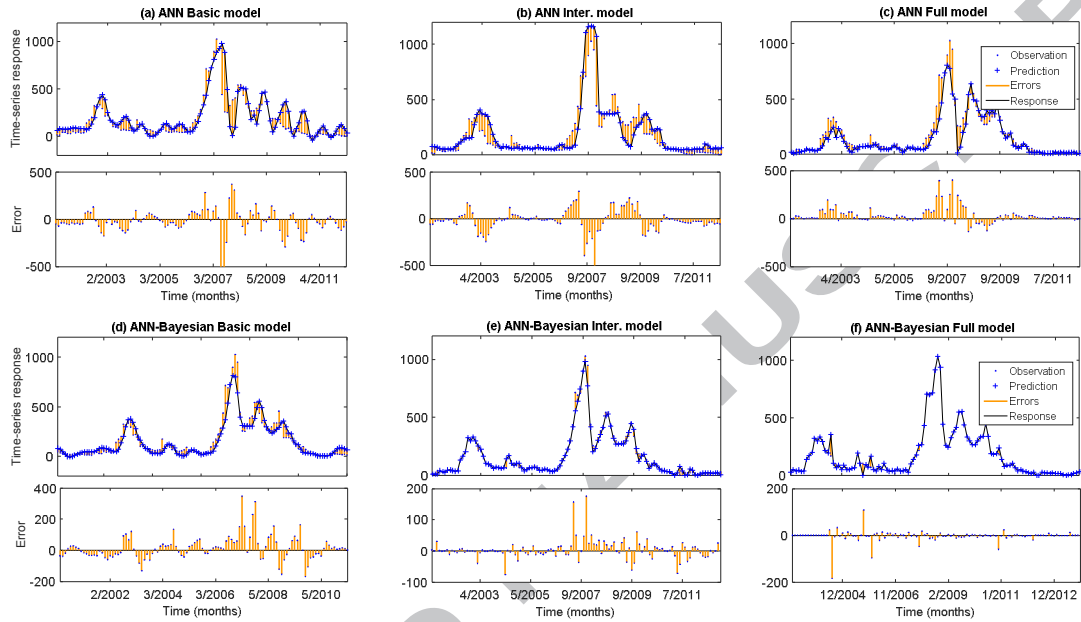 (a) ANN Basic model
(b) ANN Inter. model
(c) ANN Full model
Time-series response
1000
500
0
1000
500
0
1000
500
0
Observation
Prediction
Errors
Response
Error
500
0
-500
500
0
-500
500
0
-500
2/2003 3/2005 3/2007 5/2009 4/2011
4/2003 5/2005 9/2007 9/2009 7/2011
4/2003 5/2005 9/2007 9/2009 7/2011
Time (months)
Time (months)
Time (months)
(d) ANN-Bayesian Basic model
(e) ANN-Bayesian Inter. model
(f) ANN-Bayesian Full model
Time-series response
1000
500
0
1000
500
0
1000
500
0
Observation
Prediction
Errors
Response
Error
400
200
0
-200
200
100
0
-100
200
0
-200
2/2002 2/2004 3/2006 5/2008 5/2010
4/2003 5/2005 9/2007 9/2009 7/2011
12/2004 11/2006 2/2009 1/2011 12/2012
Time (months)
Time (months)
Time (months)